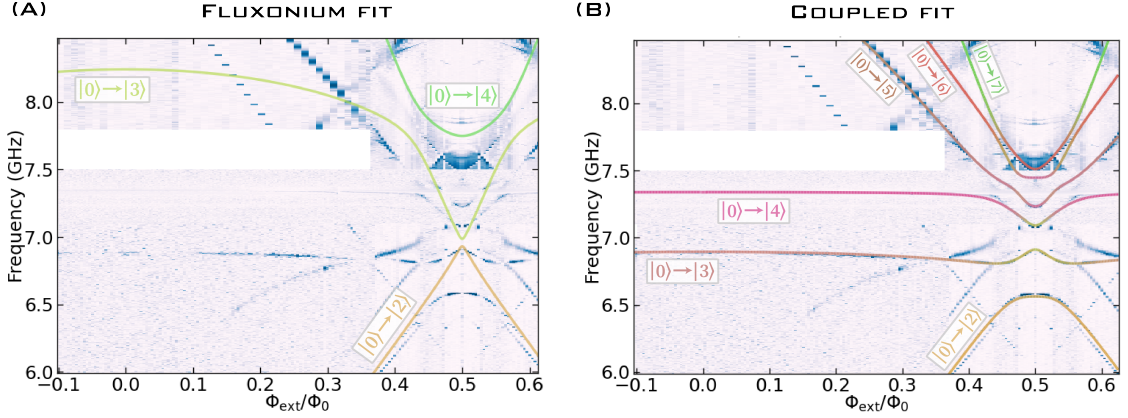 (A) FLUXONIUM FIT
Frequency (GHz)
8.0
7.5
7.0
6.5
6.0
|0⟩→|3⟩
|0⟩→|4⟩
|0⟩→|2⟩
−0.1 0.0 0.1 0.2 0.3 0.4 0.5 0.6
Φext/Φ0
(B) COUPLED FIT
Frequency (GHz)
8.0
7.5
7.0
6.5
6.0
|0⟩→|5⟩
|0⟩→|6⟩
|0⟩→|7⟩
|0⟩→|4⟩
|0⟩→|3⟩
|0⟩→|2⟩
−0.1 0.0 0.1 0.2 0.3 0.4 0.5 0.6
Φext/Φ0